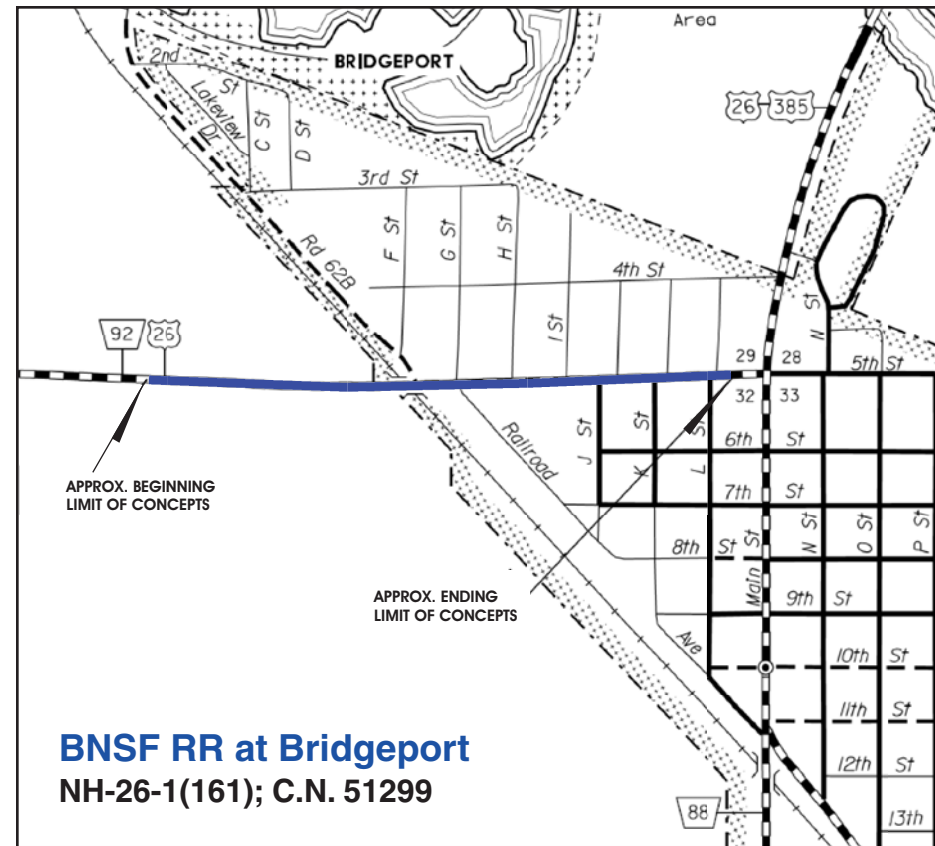 Area
BRIDGEPORT
2nd St
Lakeview Dr
C St
D St
26 385
3rd St
F St
G St
H St
Rd 62B
4th St
I St
N St
92 26
29 28
5th St
32 33
APPROX. BEGINNING
LIMIT OF CONCEPTS
Railroad
J St
K St
L St
6th St
7th St
8th St
Main St
N St
O St
P St
APPROX. ENDING
LIMIT OF CONCEPTS
9th St
Ave
10th St
11th St
12th St
13th
88
BNSF RR at Bridgeport
NH-26-1(161); C.N. 51299